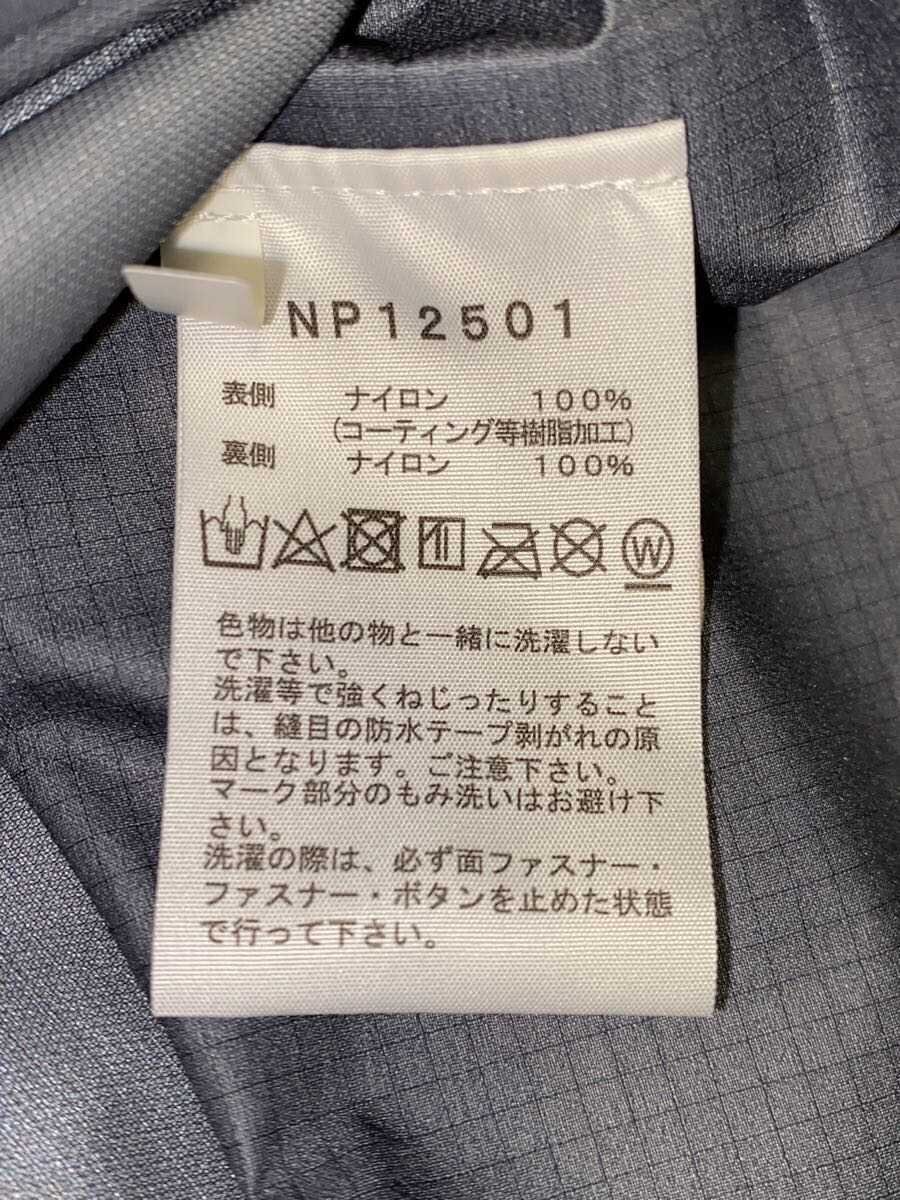 NP12501
表側 ナイロン 100%
(コーティング等樹脂加工)
裏側 ナイロン 100%
W
色物は他の物と一緒に洗濯しない
で下さい。
洗濯等で強くねじったりすること
は、縫目の防水テープ剥がれの原
因となります。ご注意下さい。
マーク部分のもみ洗いはお避け下
さい。
洗濯の際は、必ず面ファスナー・
ファスナー・ボタンを止めた状態
で行って下さい。